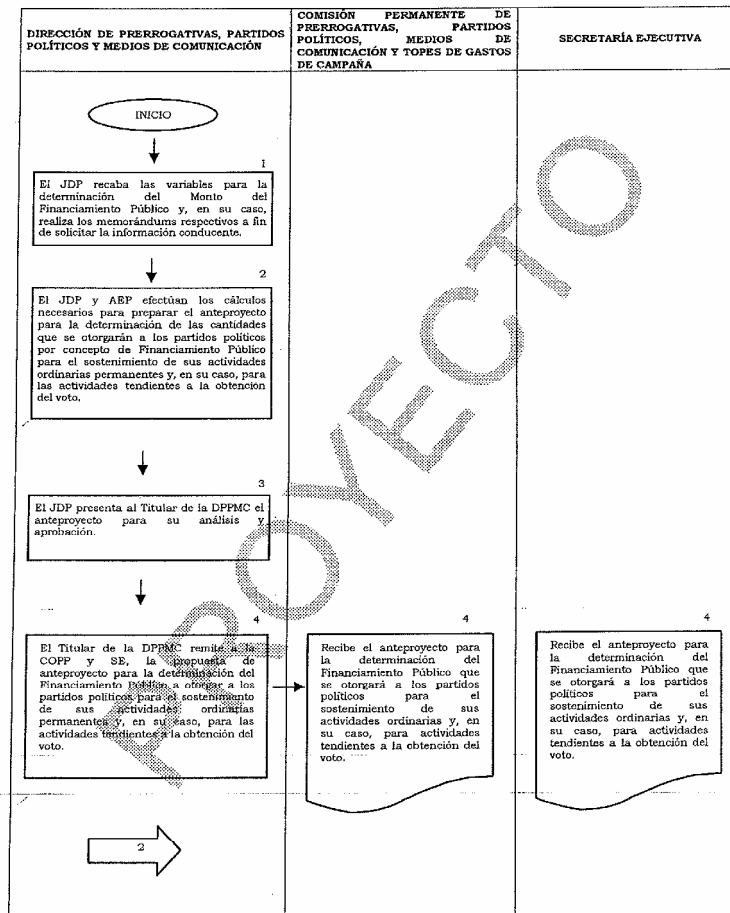 DIRECCIÓN DE PRERROGATIVAS, PARTIDOS
POLÍTICOS Y MEDIOS DE COMUNICACIÓN
COMISIÓN PERMANENTE DE
PRERROGATIVAS, PARTIDOS
POLÍTICOS, MEDIOS DE
COMUNICACIÓN Y TOPES DE GASTOS
DE CAMPAÑA
SECRETARÍA EJECUTIVA
INICIO
1
El JDP recaba las variables para la
determinación del Monto del
Financiamiento Público y, en su caso,
realiza los memorándums respectivos a fin
de solicitar la información conducente.
2
El JDP y AEP efectúan los cálculos
necesarios para preparar el anteproyecto
para la determinación de las cantidades
que se otorgarán a los partidos políticos
por concepto de Financiamiento Público
para el sostenimiento de sus actividades
ordinarias permanentes y, en su caso, para
las actividades tendientes a la obtención
del voto.
3
El JDP presenta al Titular de la DPPMC el
anteproyecto para su análisis y
aprobación.
4
El Titular de la DPPMC remite a la
COPP y SE, la propuesta de
anteproyecto para la determinación del
Financiamiento Público a otorgar a los
partidos políticos para el sostenimiento
de sus actividades ordinarias
permanentes y, en su caso, para las
actividades tendientes a la obtención del
voto.
4
Recibe el anteproyecto para
la determinación del
Financiamiento Público que
se otorgará a los partidos
políticos para el
sostenimiento de sus
actividades ordinarias y, en
su caso, para actividades
tendientes a la obtención del
voto.
4
Recibe el anteproyecto para
la determinación del
Financiamiento Público que
se otorgará a los partidos
políticos para el
sostenimiento de sus
actividades ordinarias y, en
su caso, para actividades
tendientes a la obtención del
voto.
2
APOYECTO